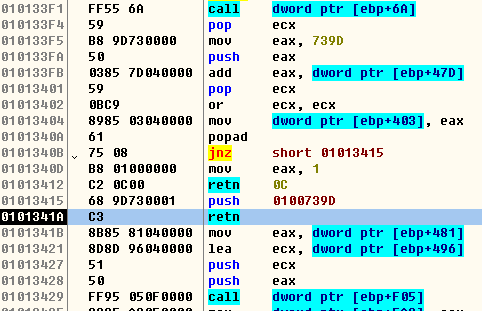 010133F1 FF55 6A call dword ptr [ebp+6A]
010133F4 59 pop ecx
010133F5 B8 9D730000 mov eax, 739D
010133FA 50 push eax
010133FB 0385 7D040000 add eax, dword ptr [ebp+47D]
01013401 59 pop ecx
01013402 0BC9 or ecx, ecx
01013404 8985 03040000 mov dword ptr [ebp+403], eax
0101340A 61 popad
0101340B 75 08 jnz short 01013415
0101340D B8 01000000 mov eax, 1
01013412 C2 0C00 retn 0C
01013415 68 9D730001 push 0100739D
0101341A C3 retn
0101341B 8B85 81040000 mov eax, dword ptr [ebp+481]
01013421 8D8D 96040000 lea ecx, dword ptr [ebp+496]
01013427 51 push ecx
01013428 50 push eax
01013429 FF95 050F0000 call dword ptr [ebp+F05]